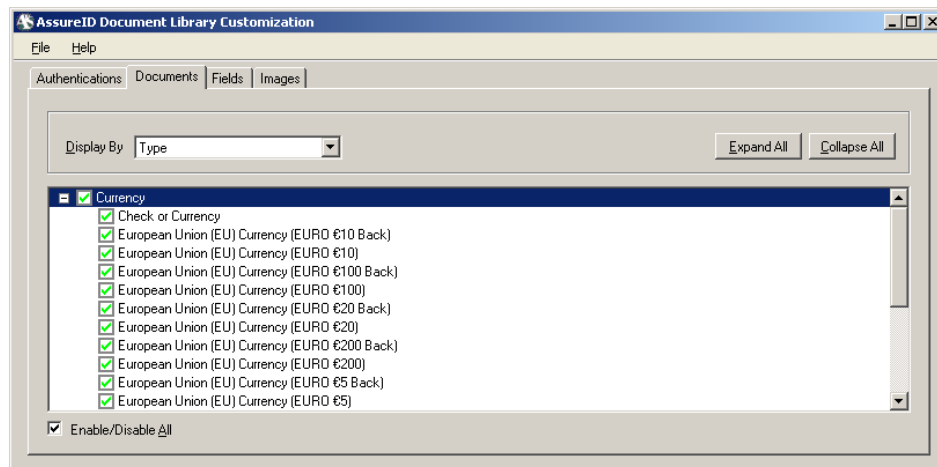 AssureID Document Library Customization
File Help
Authentications Documents Fields Images
Display By Type Expand All Collapse All
Currency
Check or Currency
European Union (EU) Currency (EURO €10 Back)
European Union (EU) Currency (EURO €10)
European Union (EU) Currency (EURO €100 Back)
European Union (EU) Currency (EURO €100)
European Union (EU) Currency (EURO €20 Back)
European Union (EU) Currency (EURO €20)
European Union (EU) Currency (EURO €200 Back)
European Union (EU) Currency (EURO €200)
European Union (EU) Currency (EURO €5 Back)
European Union (EU) Currency (EURO €5)
Enable/Disable All